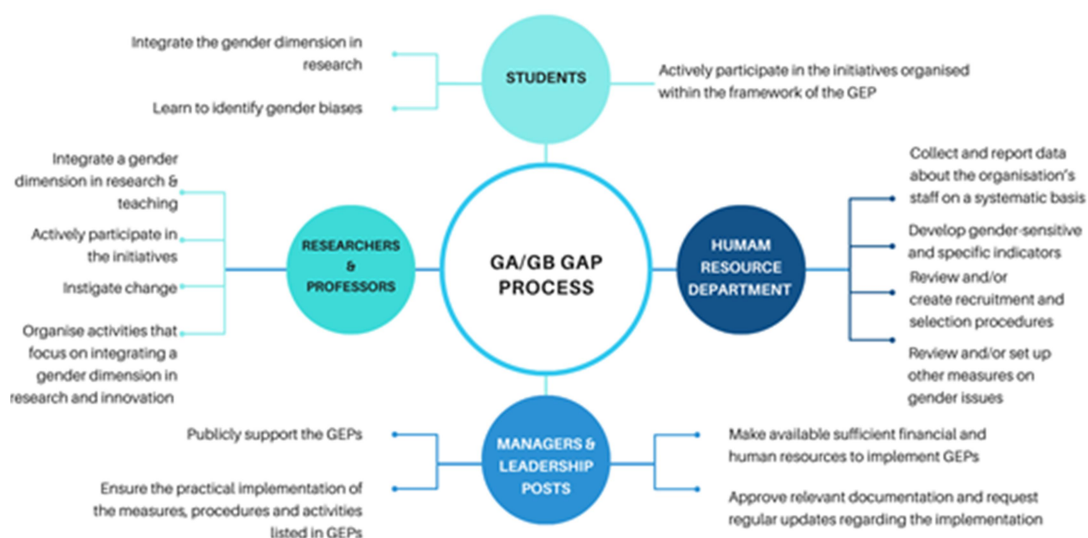 Integrate the gender dimension in
research
Learn to identify gender biases
STUDENTS
Actively participate in the initiatives organised
within the framework of the GEP
Integrate a gender
dimension in research &
teaching
Actively participate in
the initiatives
Instigate change
Organise activities that
focus on integrating a
gender dimension in
research and innovation
RESEARCHERS
&
PROFESSORS
GA/GB GAP
PROCESS
HUMAM
RESOURCE
DEPARTMENT
Collect and report data
about the organisation's
staff on a systematic basis
Develop gender-sensitive
and specific indicators
Review and/or
create recruitment and
selection procedures
Review and/or set up
other measures on
gender issues
Publicly support the GEPs
Ensure the practical implementation of
the measures, procedures and activities
listed in GEPs
MANAGERS &
LEADERSHIP
POSTS
Make available sufficient financial and
human resources to implement GEPs
Approve relevant documentation and request
regular updates regarding the implementation